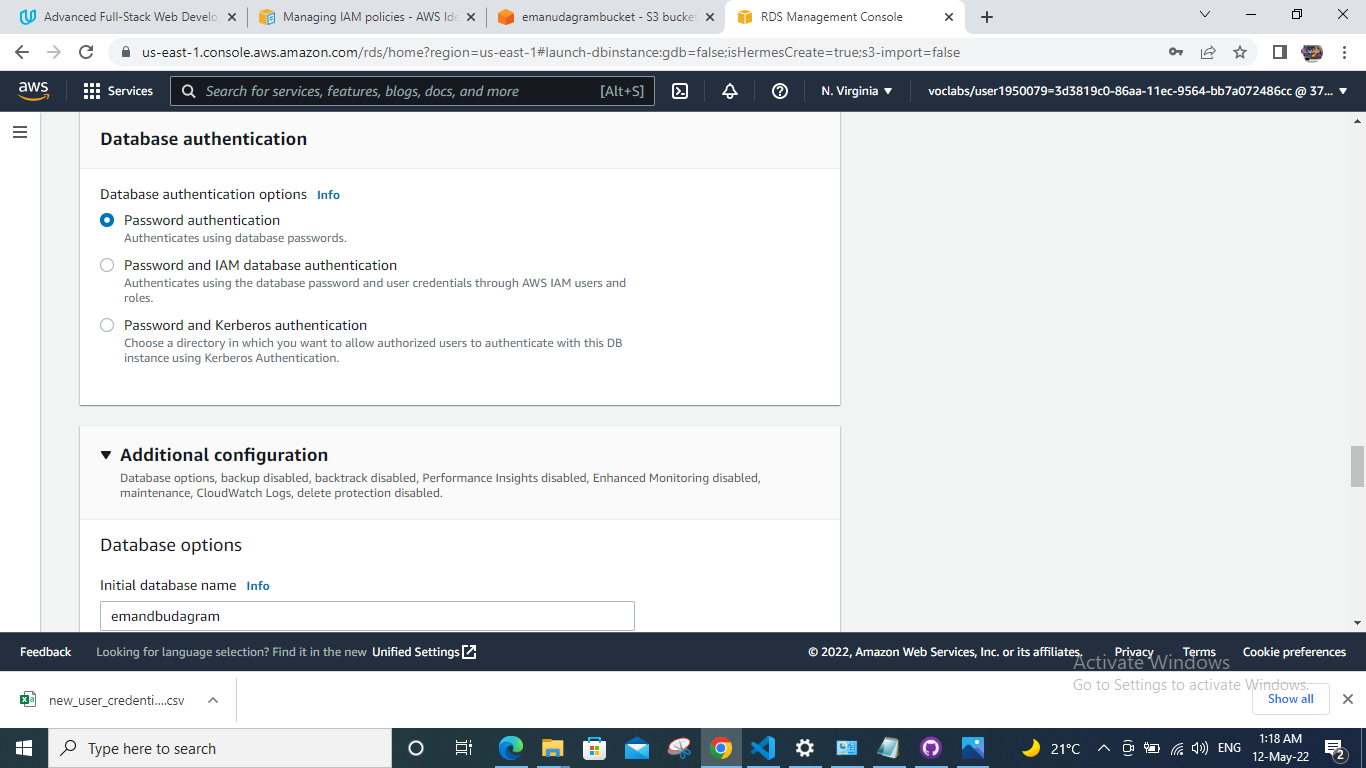 Advanced Full-Stack Web Develo
Managing IAM policies - AWS Ide
emanudagrambucket - S3 bucke
RDS Management Console
us-east-1.console.aws.amazon.com/rds/home?region=us-east-1#launch-dbinstance:gdb=false;isHermesCreate=true;s3-import=false
aws
Services
Search for services, features, blogs, docs, and more
[Alt+S]
N. Virginia
voclabs/user1950079=3d3819c0-86aa-11ec-9564-bb7a072486cc @ 37...
Database authentication
Database authentication options Info
Password authentication
Authenticates using database passwords.
Password and IAM database authentication
Authenticates using the database password and user credentials through AWS IAM users and
roles.
Password and Kerberos authentication
Choose a directory in which you want to allow authorized users to authenticate with this DB
instance using Kerberos Authentication.
Additional configuration
Database options, backup disabled, backtrack disabled, Performance Insights disabled, Enhanced Monitoring disabled,
maintenance, CloudWatch Logs, delete protection disabled.
Database options
Initial database name Info
emandbudagram
Feedback
Looking for language selection? Find it in the new Unified Settings
© 2022, Amazon Web Services, Inc. or its affiliates.
Privacy
Terms
Cookie preferences
Activate Windows
Go to Settings to activate Windows.
new_user_credenti....csv
Show all
Type here to search
21°C
ENG
1:18 AM
12-May-22
2